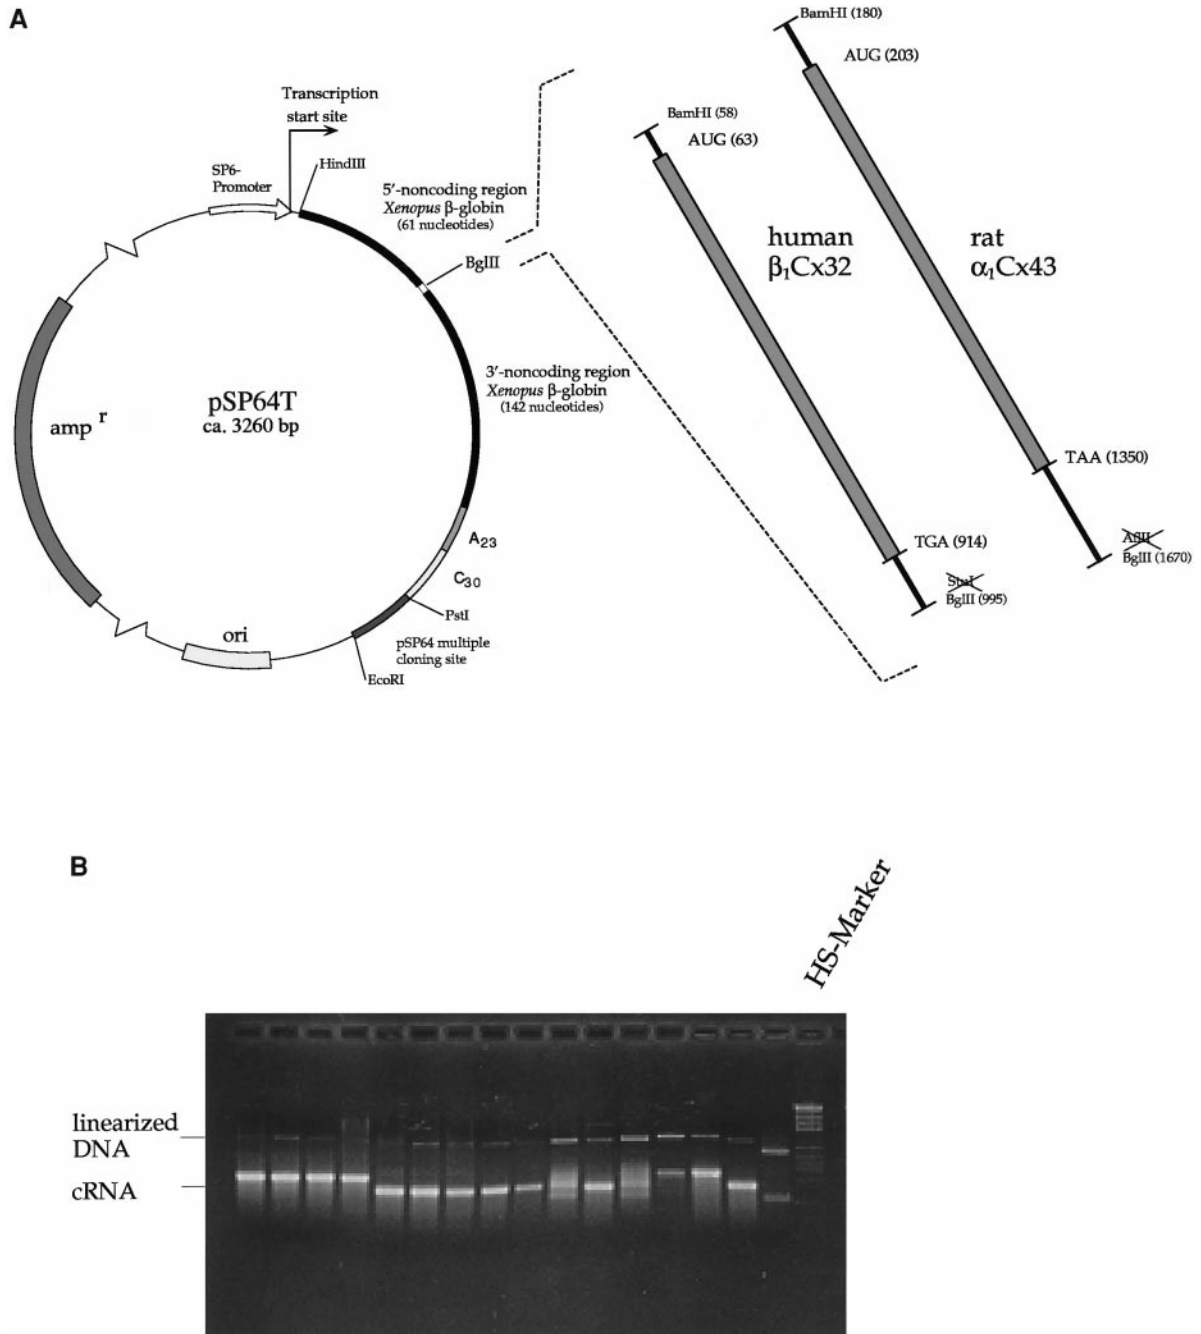 A
Transcription
start site
SP6-
Promoter
HindIII
5′-noncoding region
Xenopus β-globin
(61 nucleotides)
BglII
3′-noncoding region
Xenopus β-globin
(142 nucleotides)
pSP64T
ca. 3260 bp
amp r
A23
C30
PstI
pSP64 multiple
cloning site
EcoRI
ori
BamHI (58)
AUG (63)
human
β1Cx32
TGA (914)
StuI
BglII (995)
BamHI (180)
AUG (203)
rat
α1Cx43
TAA (1350)
AflII
BglII (1670)
B
HS-Marker
linearized
DNA
cRNA